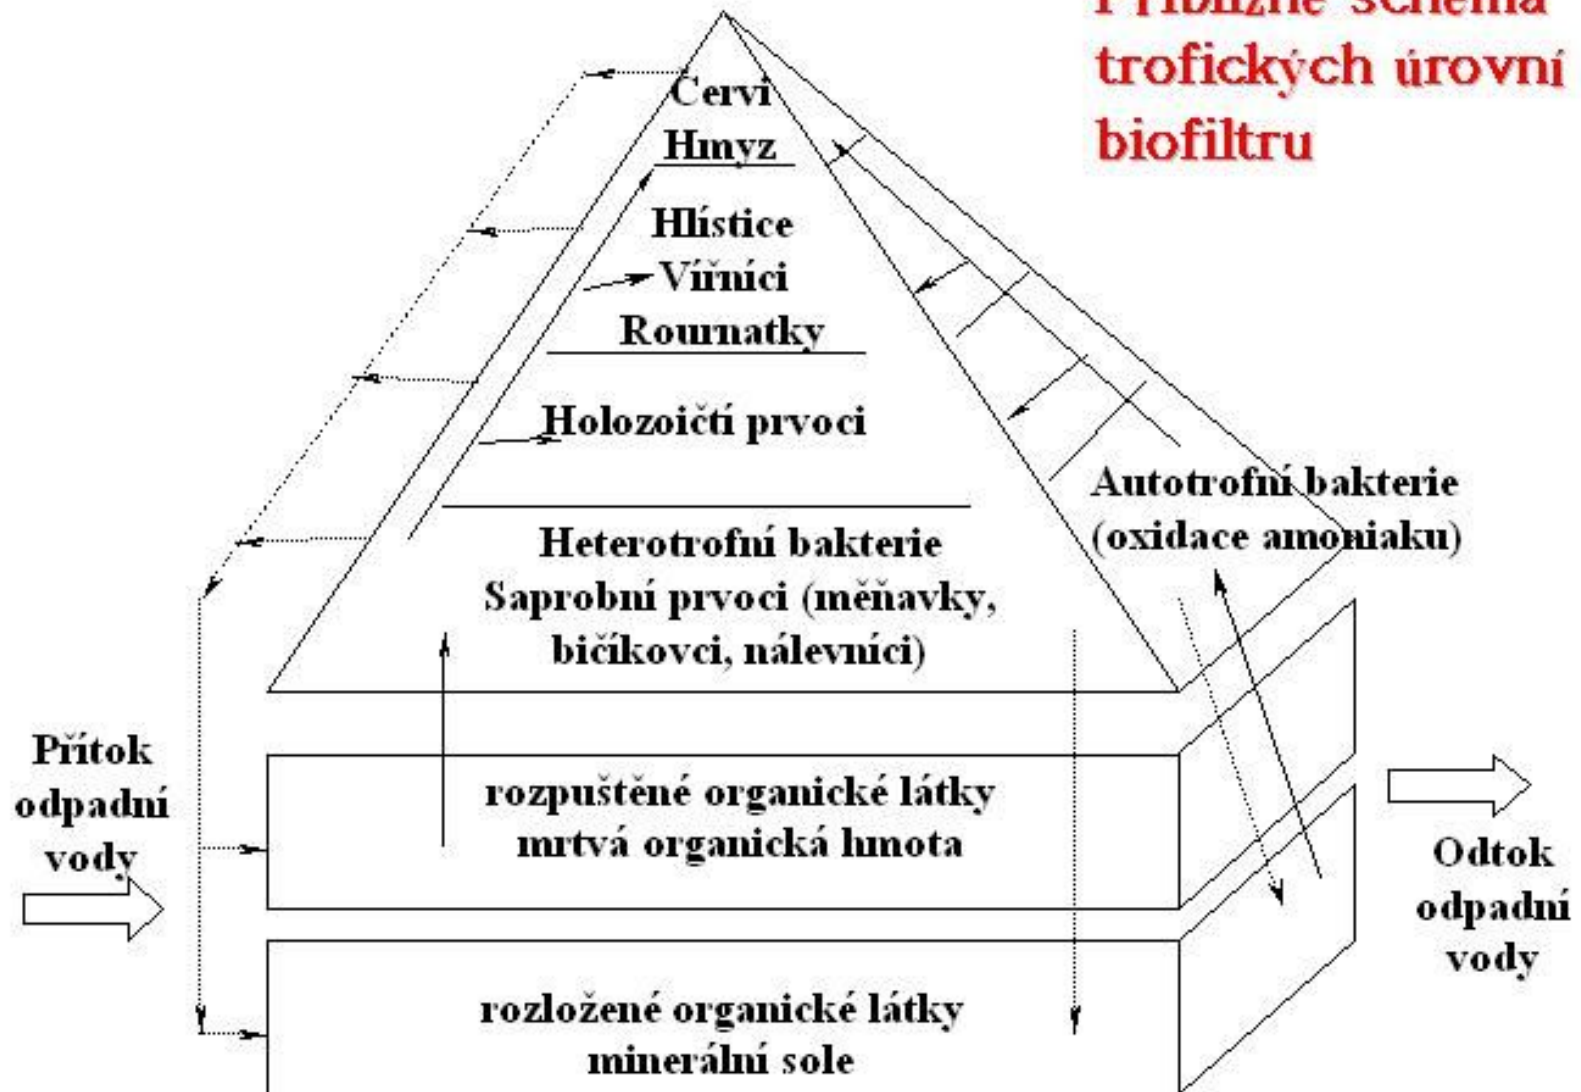 Přibližné schéma
trofických úrovní
biofiltru
Červi
Hmyz
Hlístice
Vířníci
Rournatky
Holozoičtí prvoci
Autotrofní bakterie
(oxidace amoniaku)
Heterotrofní bakterie
Saprobní prvoci (měňavky,
bičíkovci, nálevníci)
Přítok
odpadní
vody
rozpuštěné organické látky
mrtvá organická hmota
Odtok
odpadní
vody
rozložené organické látky
minerální sole